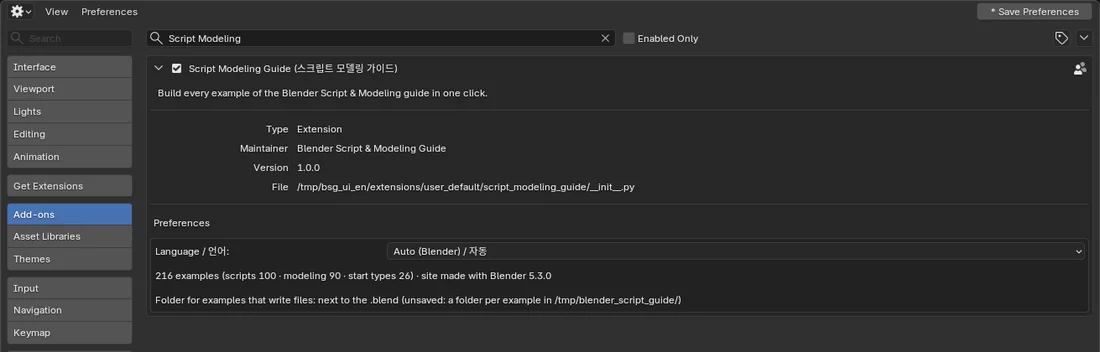 View Preferences * Save Preferences
Search Script Modeling Enabled Only
Interface
Viewport
Lights
Editing
Animation
Get Extensions
Add-ons
Asset Libraries
Themes
Input
Navigation
Keymap
Script Modeling Guide (스크립트 모델링 가이드)
Build every example of the Blender Script & Modeling guide in one click.
Type Extension
Maintainer Blender Script & Modeling Guide
Version 1.0.0
File /tmp/bsg_ui_en/extensions/user_default/script_modeling_guide/__init__.py
Preferences
Language / 언어: Auto (Blender) / 자동
216 examples (scripts 100 · modeling 90 · start types 26) · site made with Blender 5.3.0
Folder for examples that write files: next to the .blend (unsaved: a folder per example in /tmp/blender_script_guide/)